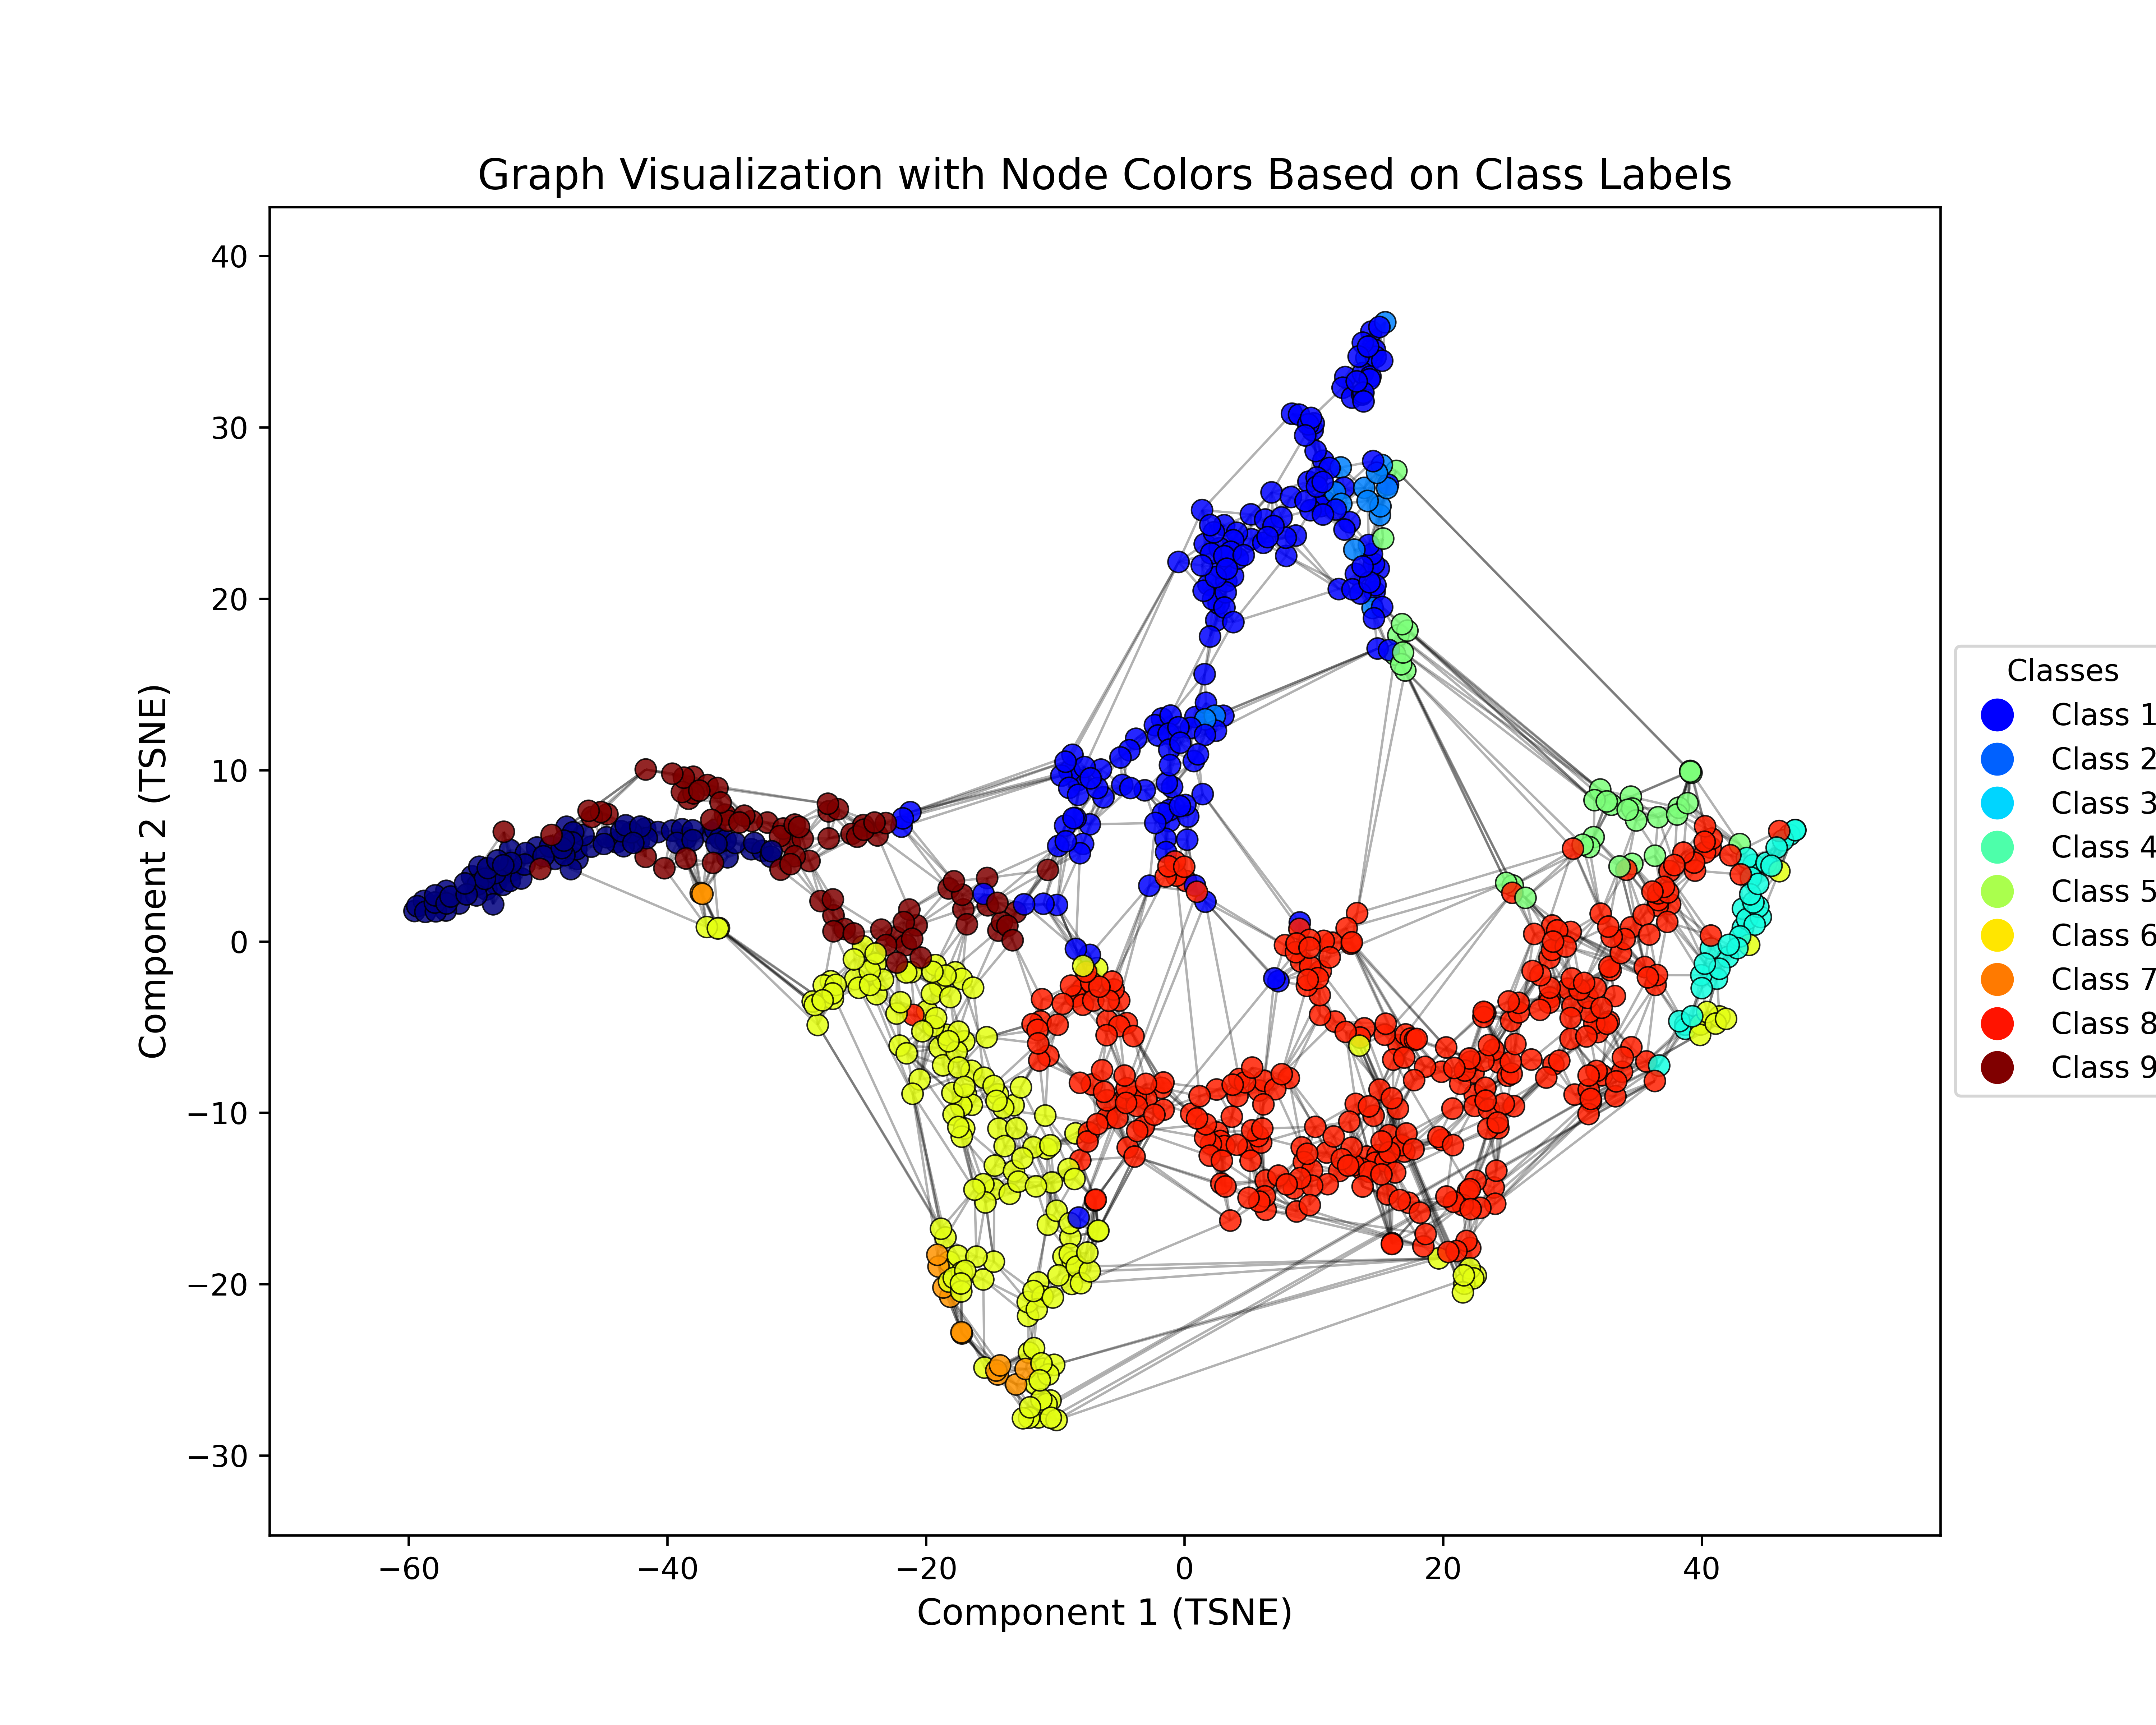 Graph Visualization with Node Colors Based on Class Labels
40
30
20
10
0
−10
−20
−30
Component 2 (TSNE)
−60
−40
−20
0
20
40
Component 1 (TSNE)
Classes
Class 1
Class 2
Class 3
Class 4
Class 5
Class 6
Class 7
Class 8
Class 9